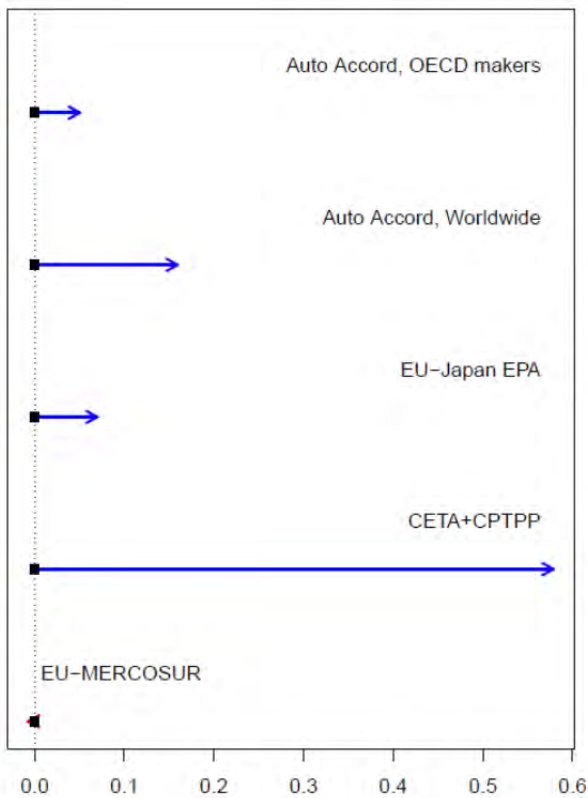 Auto Accord, OECD makers
Auto Accord, Worldwide
EU−Japan EPA
CETA+CPTPP
EU−MERCOSUR
0.0 0.1 0.2 0.3 0.4 0.5 0.6